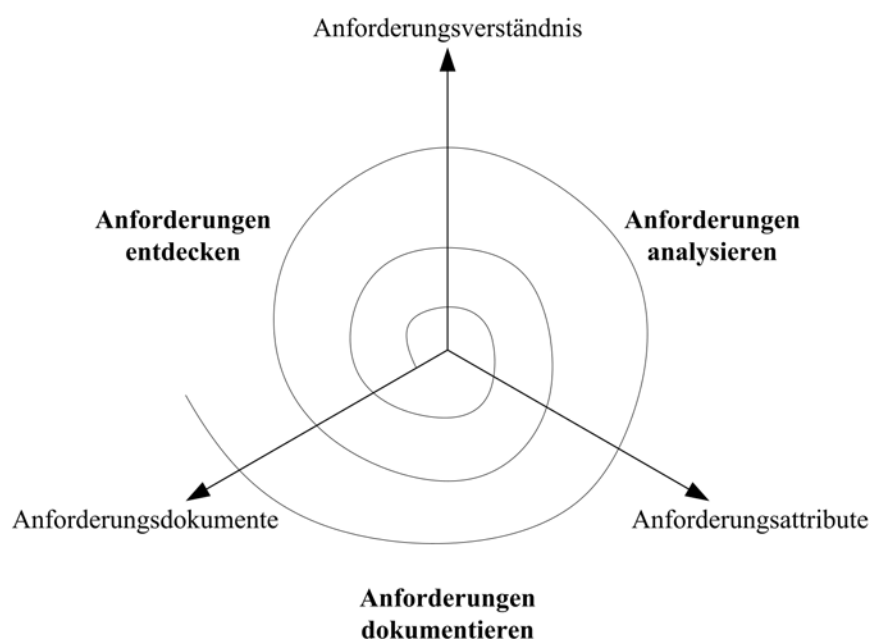 Anforderungsverständnis
Anforderungen
entdecken
Anforderungen
analysieren
Anforderungsdokumente
Anforderungsattribute
Anforderungen
dokumentieren